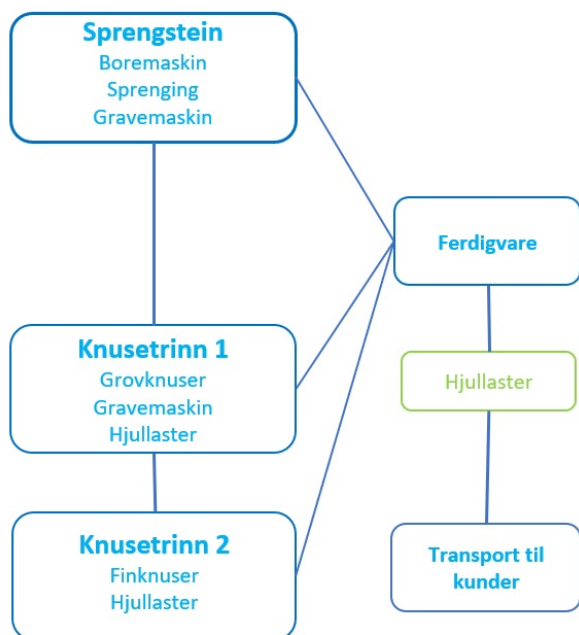 Sprengstein
Boremaskin
Sprenging
Gravemaskin
Ferdigvare
Knusetrinn 1
Grovknuser
Gravemaskin
Hjullaster
Hjullaster
Knusetrinn 2
Finknuser
Hjullaster
Transport til
kunder